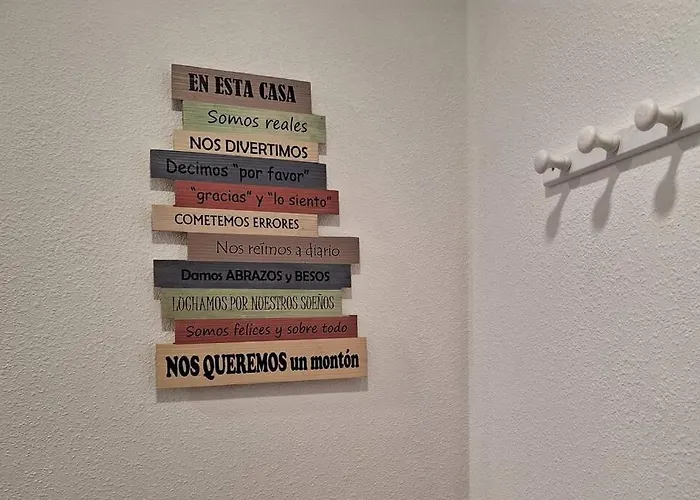 EN ESTA CASA
Somos reales
NOS DIVERTIMOS
Decimos "por favor"
"gracias" y "lo siento"
COMETEMOS ERRORES
Nos reímos a diario
Damos ABRAZOS y BESOS
LUCHAMOS POR NUESTROS SUEÑOS
Somos felices y sobre todo
NOS QUEREMOS un montón